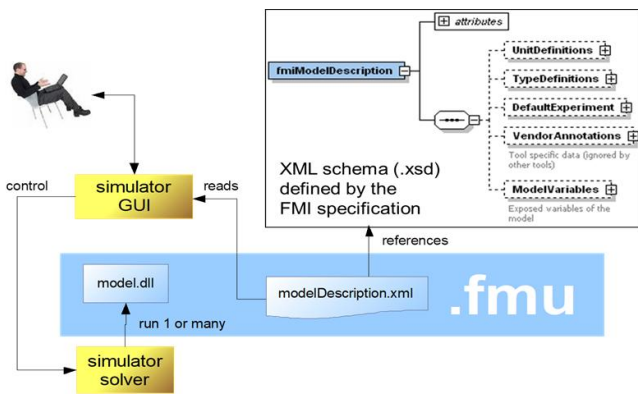 attributes
fmiModelDescription
UnitDefinitions
TypeDefinitions
DefaultExperiment
VendorAnnotations
Tool specific data (ignored by
other tools)
ModelVariables
Exposed variables of the
model
XML schema (.xsd)
defined by the
FMI specification
control
simulator
GUI
reads
references
model.dll
modelDescription.xml
.fmu
run 1 or many
simulator
solver